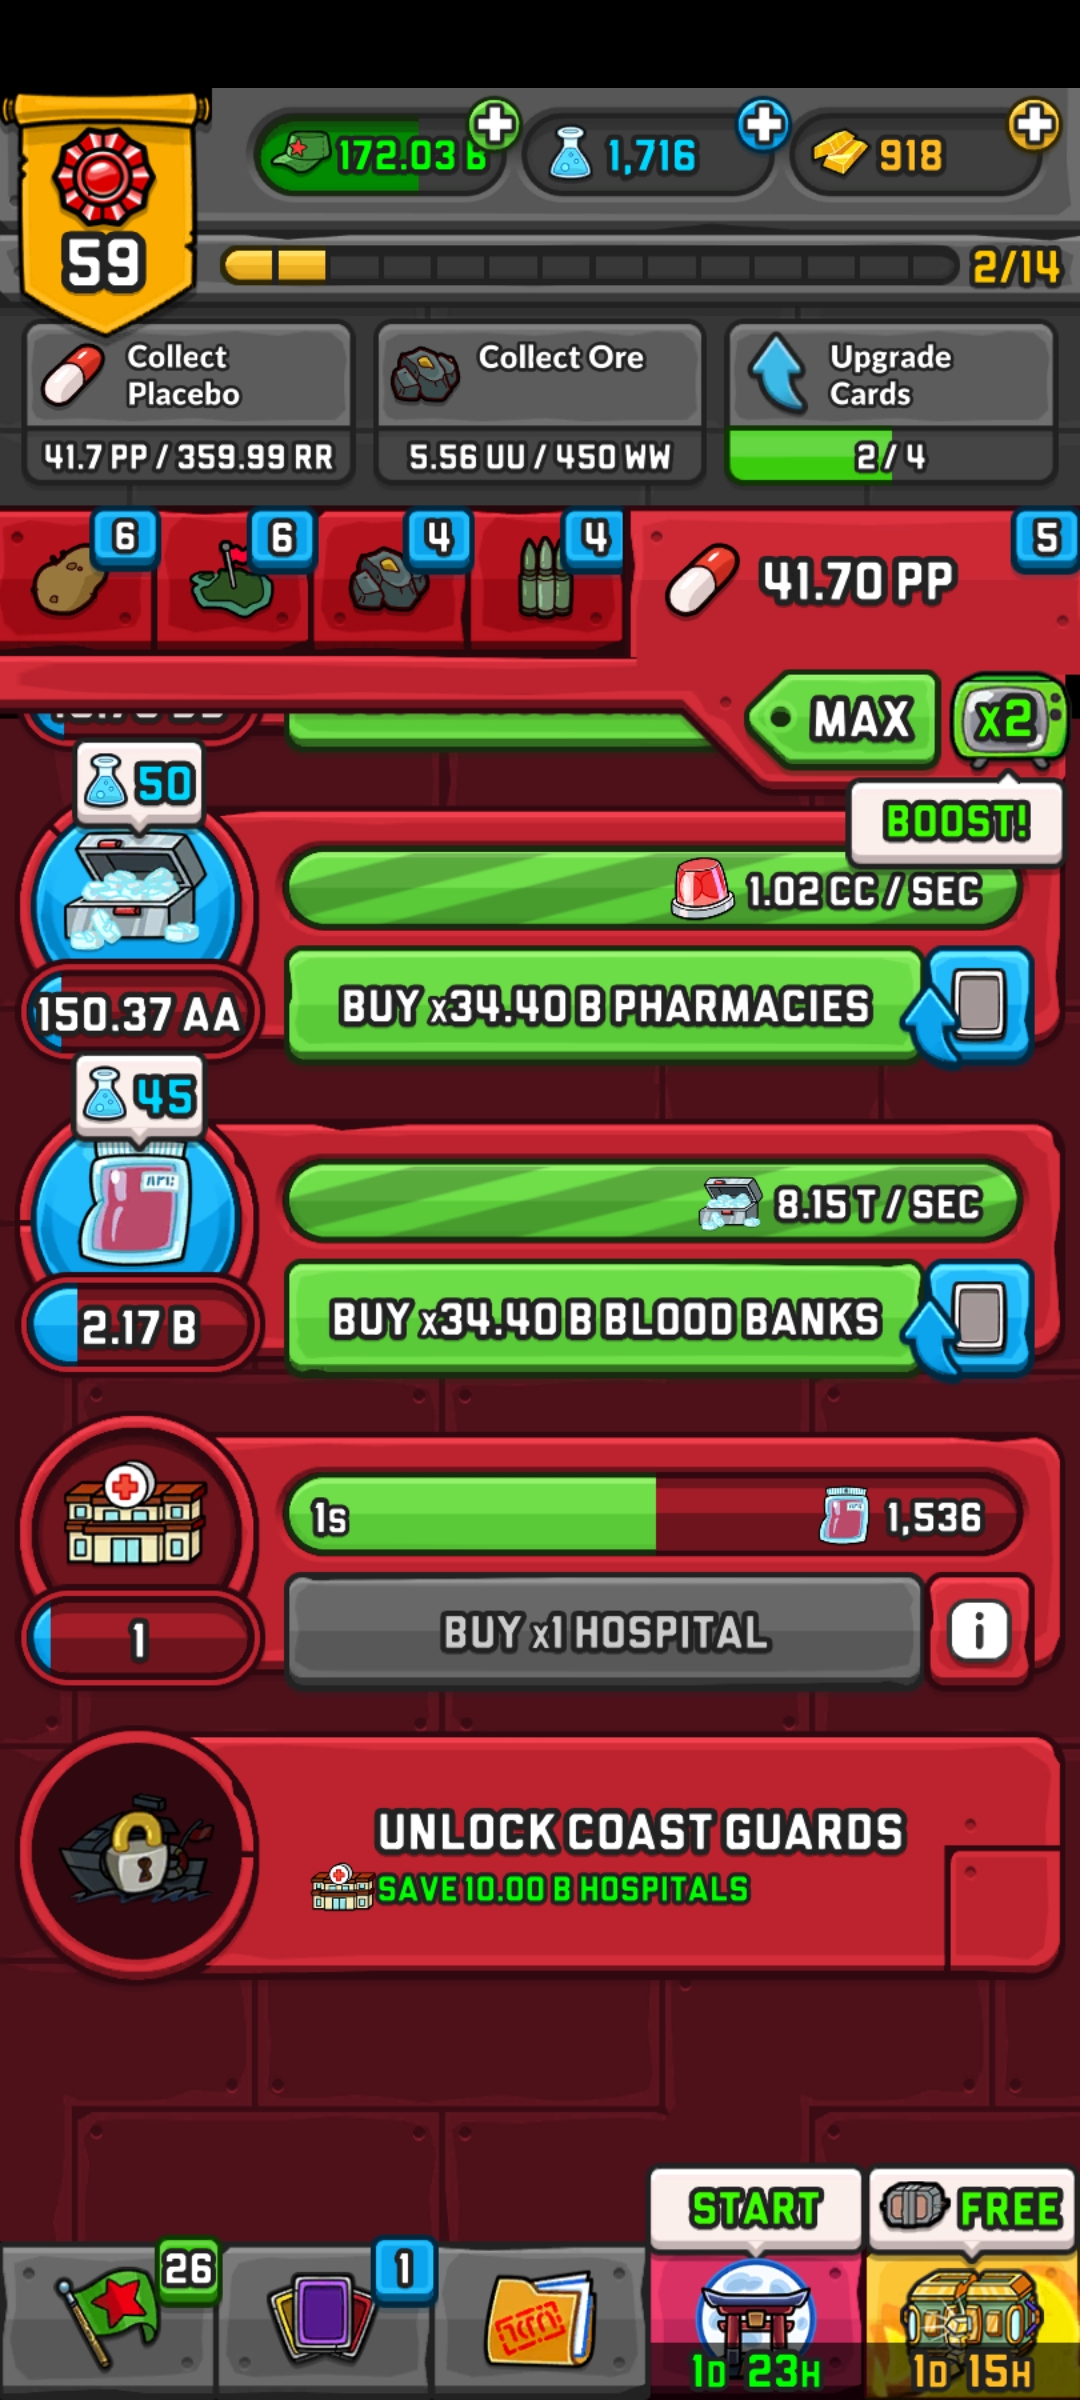 172.03 B
1,716
918
59
2/14
Collect
Placebo
41.7 PP / 359.99 RR
Collect Ore
5.56 UU / 450 WW
Upgrade
Cards
2 / 4
6
6
4
4
5
41.70 PP
MAX
x2
BOOST!
50
1.02 CC / SEC
150.37 AA
BUY x34.40 B PHARMACIES
45
8.15 T / SEC
2.17 B
BUY x34.40 B BLOOD BANKS
1s
1,536
1
BUY x1 HOSPITAL
i
UNLOCK COAST GUARDS
SAVE 10.00 B HOSPITALS
START
FREE
26
1
1D 23H
1D 15H